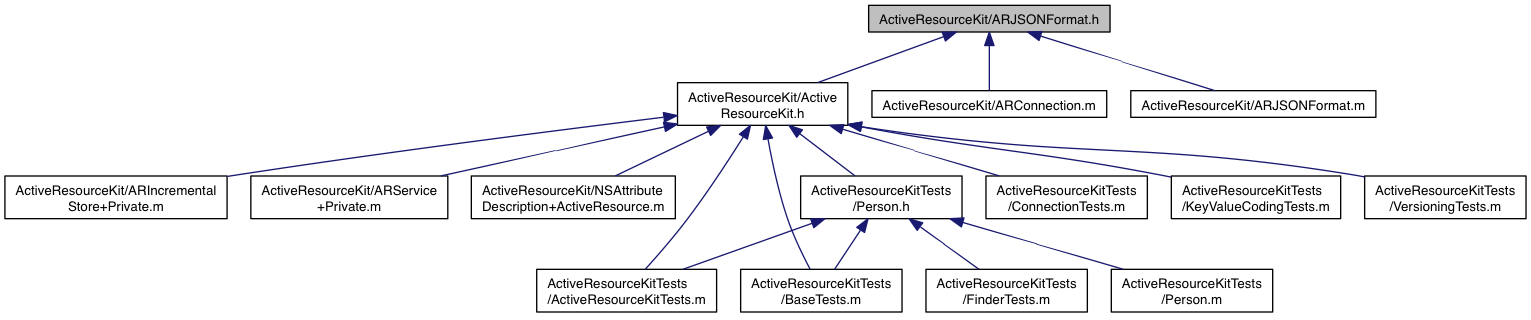 ActiveResourceKit/ARJSONFormat.h
ActiveResourceKit/Active
ResourceKit.h
ActiveResourceKit/ARConnection.m
ActiveResourceKit/ARJSONFormat.m
ActiveResourceKit/ARIncremental
Store+Private.m
ActiveResourceKit/ARService
+Private.m
ActiveResourceKit/NSAttribute
Description+ActiveResource.m
ActiveResourceKitTests
/Person.h
ActiveResourceKitTests
/ConnectionTests.m
ActiveResourceKitTests
/KeyValueCodingTests.m
ActiveResourceKitTests
/VersioningTests.m
ActiveResourceKitTests
/ActiveResourceKitTests.m
ActiveResourceKitTests
/BaseTests.m
ActiveResourceKitTests
/FinderTests.m
ActiveResourceKitTests
/Person.m